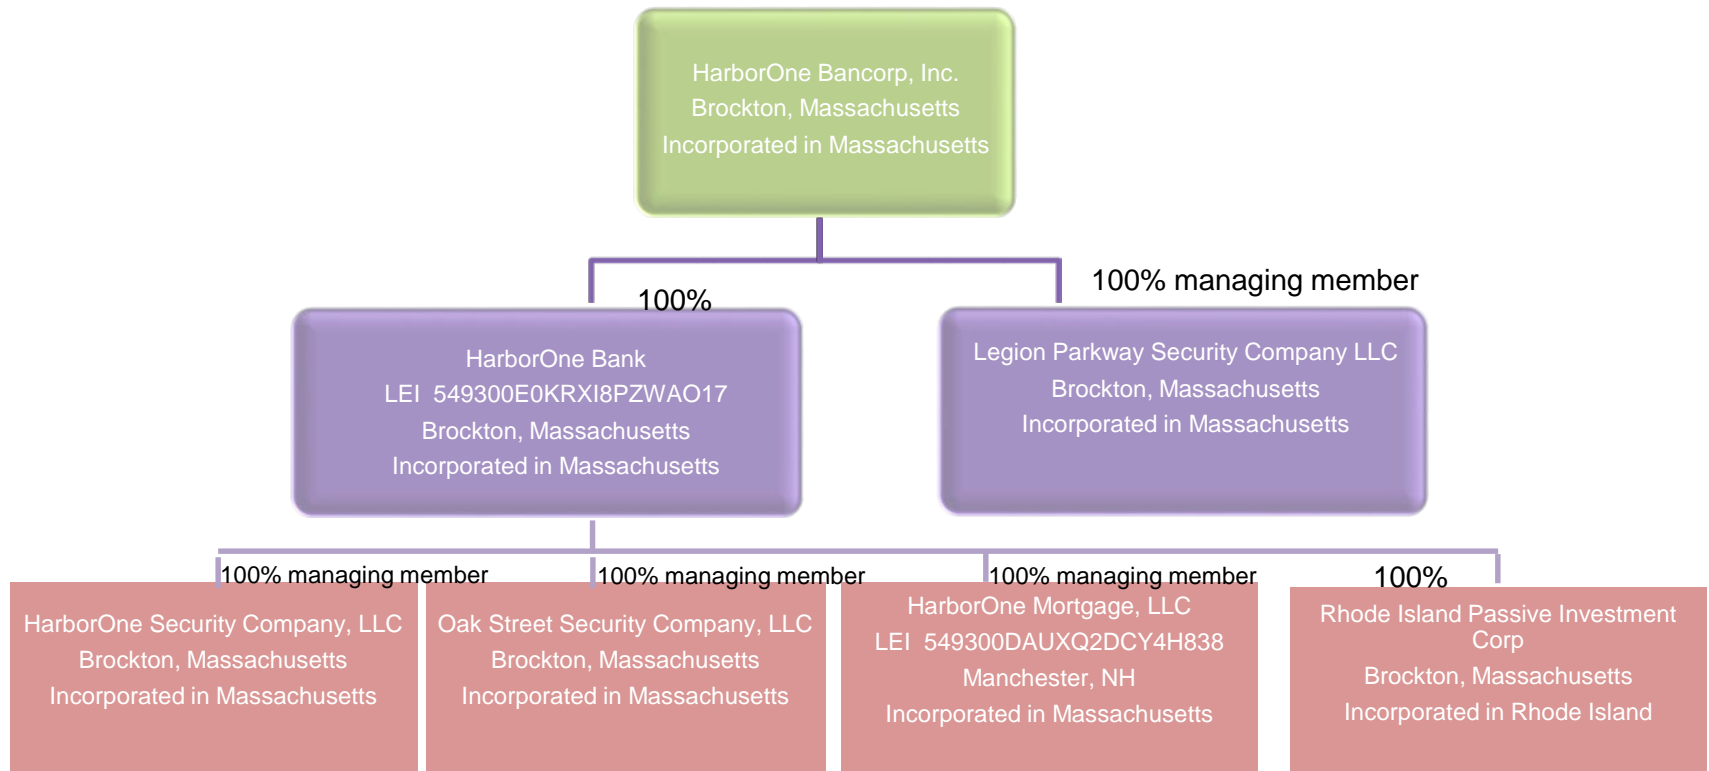 HarborOne Bancorp, Inc.
Brockton, Massachusetts
Incorporated in Massachusetts
100%
100% managing member
HarborOne Bank
LEI 549300E0KRXI8PZWAO17
Brockton, Massachusetts
Incorporated in Massachusetts
Legion Parkway Security Company LLC
Brockton, Massachusetts
Incorporated in Massachusetts
100% managing member
100% managing member
100% managing member
100%
HarborOne Security Company, LLC
Brockton, Massachusetts
Incorporated in Massachusetts
Oak Street Security Company, LLC
Brockton, Massachusetts
Incorporated in Massachusetts
HarborOne Mortgage, LLC
LEI 549300DAUXQ2DCY4H838
Manchester, NH
Incorporated in Massachusetts
Rhode Island Passive Investment
Corp
Brockton, Massachusetts
Incorporated in Rhode Island